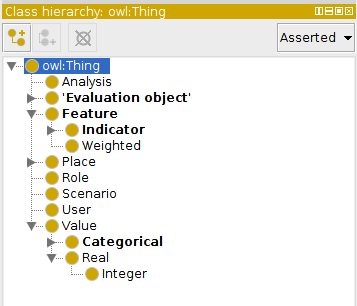 Class hierarchy: owl:Thing
Asserted
owl:Thing
Analysis
'Evaluation object'
Feature
Indicator
Weighted
Place
Role
Scenario
User
Value
Categorical
Real
Integer